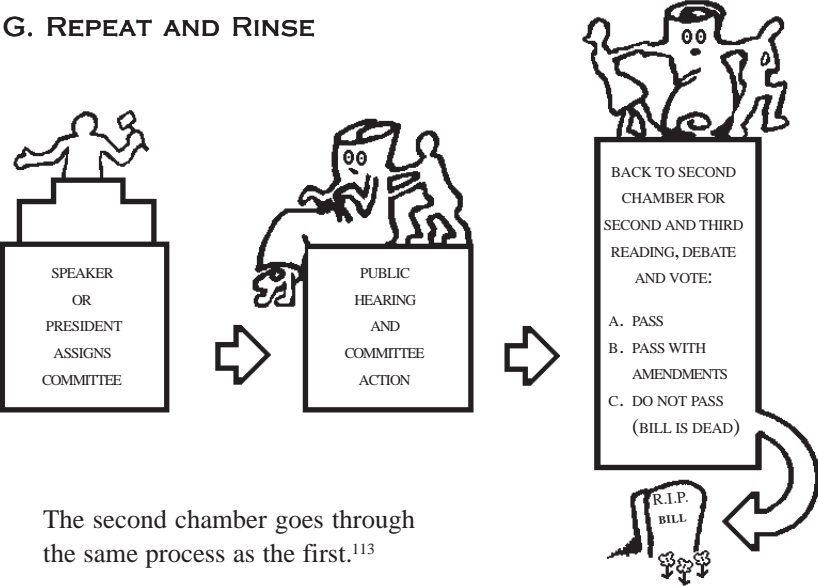 G. REPEAT AND RINSE
SPEAKER
OR
PRESIDENT
ASSIGNS
COMMITTEE
PUBLIC
HEARING
AND
COMMITTEE
ACTION
BACK TO SECOND
CHAMBER FOR
SECOND AND THIRD
READING, DEBATE
AND VOTE:
A. PASS
B. PASS WITH
AMENDMENTS
C. DO NOT PASS
(BILL IS DEAD)
R.I.P.
BILL
The second chamber goes through
the same process as the first.¹¹³